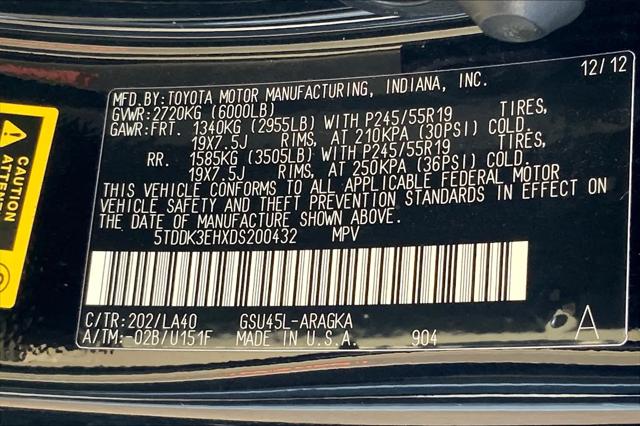 12/12
MFD.BY:TOYOTA MOTOR MANUFACTURING, INDIANA, INC.
GVWR:2720KG (6000LB)
GAWR:FRT. 1340KG (2955LB) WITH P245/55R19 TIRES,
19X7.5J RIMS, AT 210KPA (30PSI) COLD.
RR. 1585KG (3505LB) WITH P245/55R19 TIRES,
19X7.5J RIMS, AT 250KPA (36PSI) COLD.
THIS VEHICLE CONFORMS TO ALL APPLICABLE FEDERAL MOTOR
VEHICLE SAFETY AND THEFT PREVENTION STANDARDS IN EFFECT ON
THE DATE OF MANUFACTURE SHOWN ABOVE.
5TDDK3EHXDS200432 MPV
C/TR:202/LA40 GSU45L-ARAGKA
A/TM:-02B/U151F MADE IN U.S.A. 904 A
CAUTION